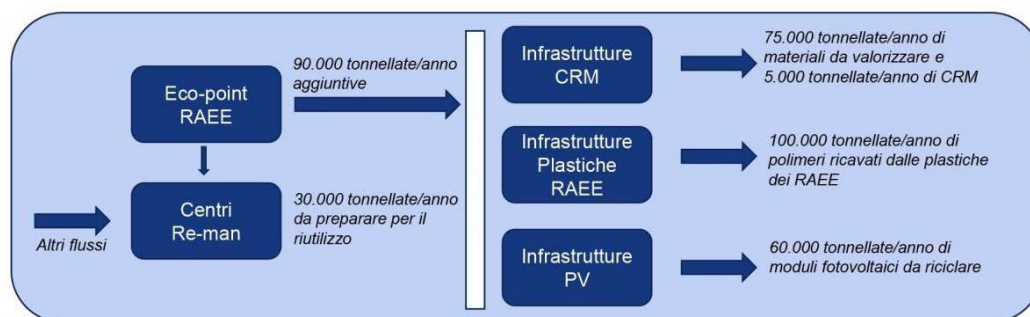 90.000 tonnellate/anno
aggiuntive
Eco-point
RAEE
Centri
Re-man
30.000 tonnellate/anno
da preparare per il
riutilizzo
Altri flussi
Infrastrutture
CRM
75.000 tonnellate/anno di
materiali da valorizzare e
5.000 tonnellate/anno di CRM
Infrastrutture
Plastiche
RAEE
100.000 tonnellate/anno di
polimeri ricavati dalle plastiche
dei RAEE
Infrastrutture
PV
60.000 tonnellate/anno di
moduli fotovoltaici da riciclare